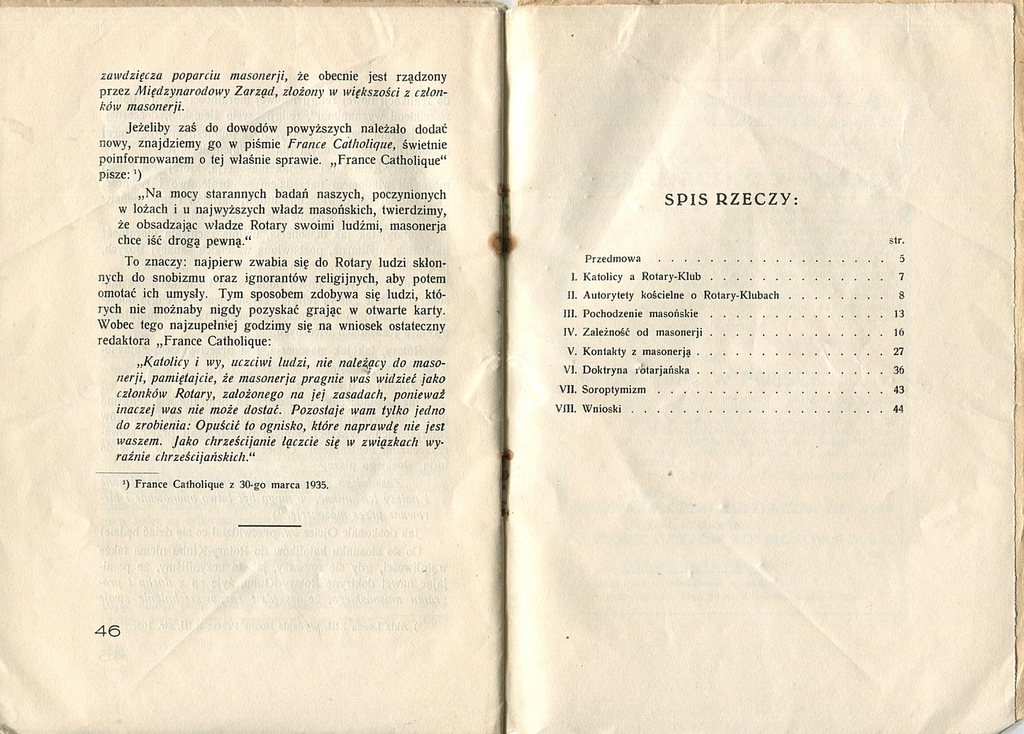 zawdzięcza poparciu masonerji, że obecnie jest rządzony
przez Międzynarodowy Zarząd, złożony w większości z człon-
ków masonerji.
Jeżeliby zaś do dowodów powyższych należało dodać
nowy, znajdziemy go w piśmie France Catholique, świetnie
poinformowanem o tej właśnie sprawie. „France Catholique“
pisze: ¹)
„Na mocy starannych badań naszych, poczynionych
w lożach i u najwyższych władz masońskich, twierdzimy,
że obsadzając władze Rotary swoimi ludźmi, masonerja
chce iść drogą pewną.“
To znaczy: najpierw zwabia się do Rotary ludzi skłon-
nych do snobizmu oraz ignorantów religijnych, aby potem
omotać ich umysły. Tym sposobem zdobywa się ludzi, któ-
rych nie możnaby nigdy pozyskać grając w otwarte karty.
Wobec tego najzupełniej godzimy się na wniosek ostateczny
redaktora „France Catholique:
„Katolicy i wy, uczciwi ludzi, nie należący do maso-
nerji, pamiętajcie, że masonerja pragnie was widzieć jako
członków Rotary, założonego na jej zasadach, ponieważ
inaczej was nie może dostać. Pozostaje wam tylko jedno
do zrobienia: Opuścić to ognisko, które naprawdę nie jest
waszem. Jako chrześcijanie łączcie się w związkach wy-
raźnie chrześcijańskich.“
¹) France Catholique z 30-go marca 1935.
46
SPIS RZECZY:
str.
Przedmowa . . . . . . . . . . . . . . . . . . 5
I. Katolicy a Rotary-Klub . . . . . . . . . . . . . . 7
II. Autorytety kościelne o Rotary-Klubach . . . . . . . . 8
III. Pochodzenie masońskie . . . . . . . . . . . . . . 13
IV. Zależność od masonerji . . . . . . . . . . . . . . 16
V. Kontakty z masonerją . . . . . . . . . . . . . . . 27
VI. Doktryna rotarjańska . . . . . . . . . . . . . . . 36
VII. Soroptymizm . . . . . . . . . . . . . . . . . . 43
VIII. Wnioski . . . . . . . . . . . . . . . . . . . . 44